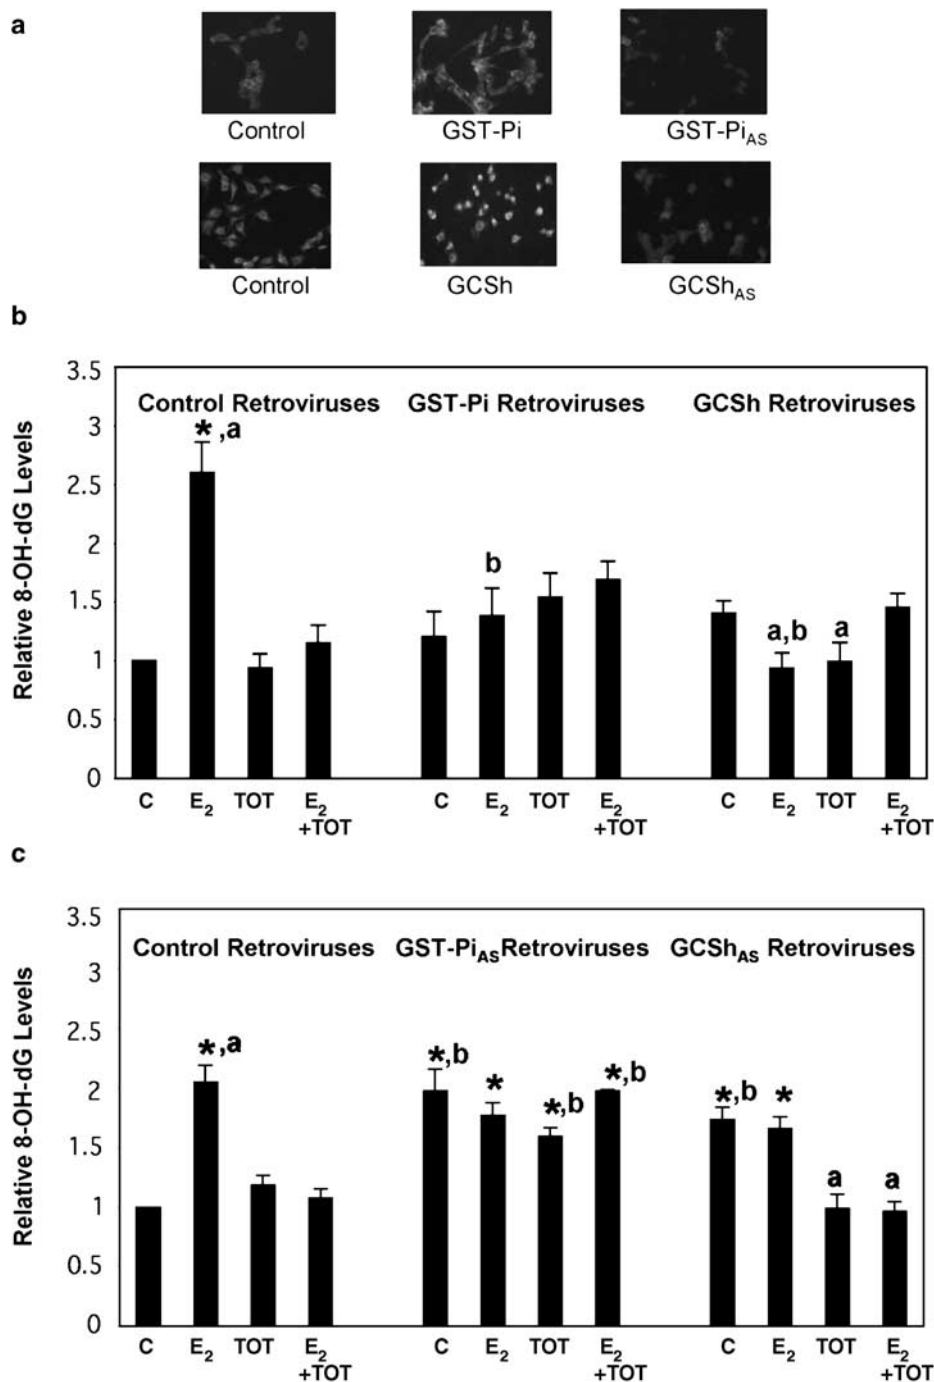 a
Control GST-Pi GST-PiAS
Control GCSh GCShAS
b
Relative 8-OH-dG Levels
3.5
3
2.5
2
1.5
1
0.5
0
Control Retroviruses GST-Pi Retroviruses GCSh Retroviruses
*,a
b
a,b a
C E2 TOT E2 +TOT C E2 TOT E2 +TOT C E2 TOT E2 +TOT
c
Relative 8-OH-dG Levels
3.5
3
2.5
2
1.5
1
0.5
0
Control Retroviruses GST-PiAS Retroviruses GCShAS Retroviruses
*,a
*,b * *,b *,b
*,b * a a
C E2 TOT E2 +TOT C E2 TOT E2 +TOT C E2 TOT E2 +TOT